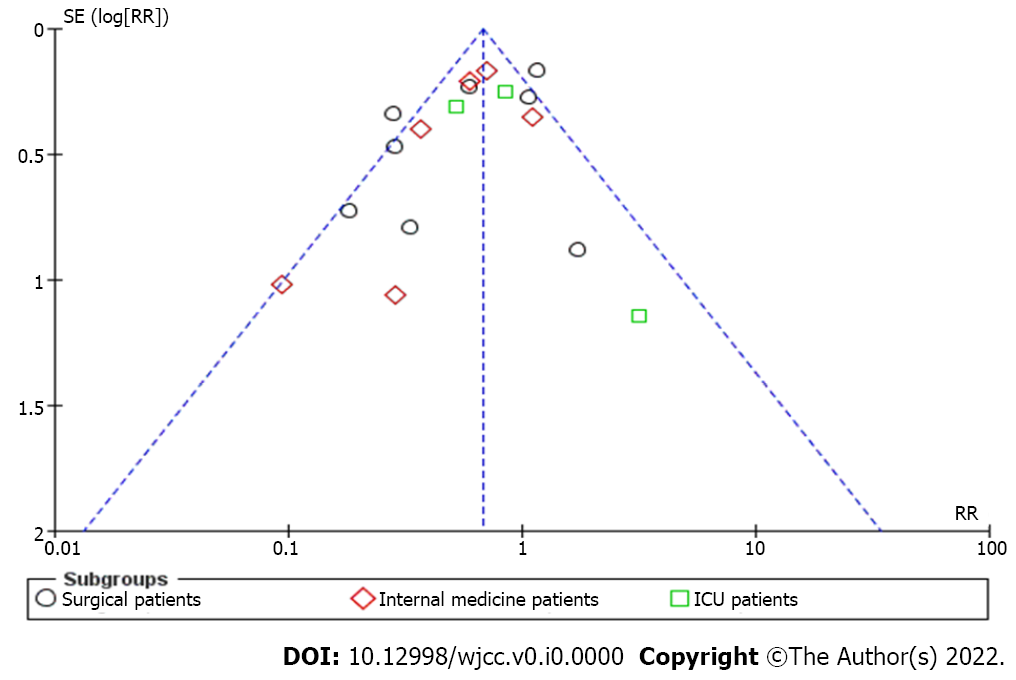 SE (log[RR])
0
0.5
1
1.5
2
RR
0.01 0.1 1 10 100
Subgroups
Surgical patients Internal medicine patients ICU patients
DOI: 10.12998/wjcc.v0.i0.0000 Copyright ©The Author(s) 2022.